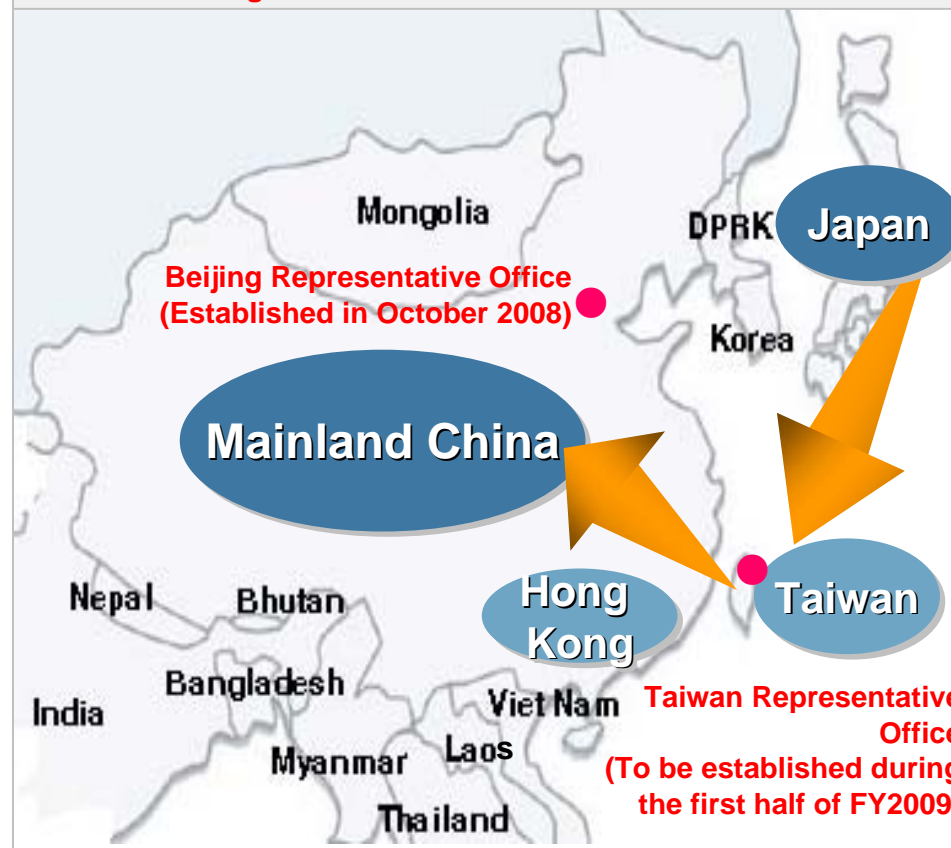 Mongolia
DPRK
Japan
Beijing Representative Office
(Established in October 2008)
Korea
Mainland China
Nepal
Bhutan
Hong
Kong
Taiwan
Bangladesh
India
Viet Nam
Taiwan Representative
Office
Myanmar
Laos
(To be established during
the first half of FY2009
Thailand